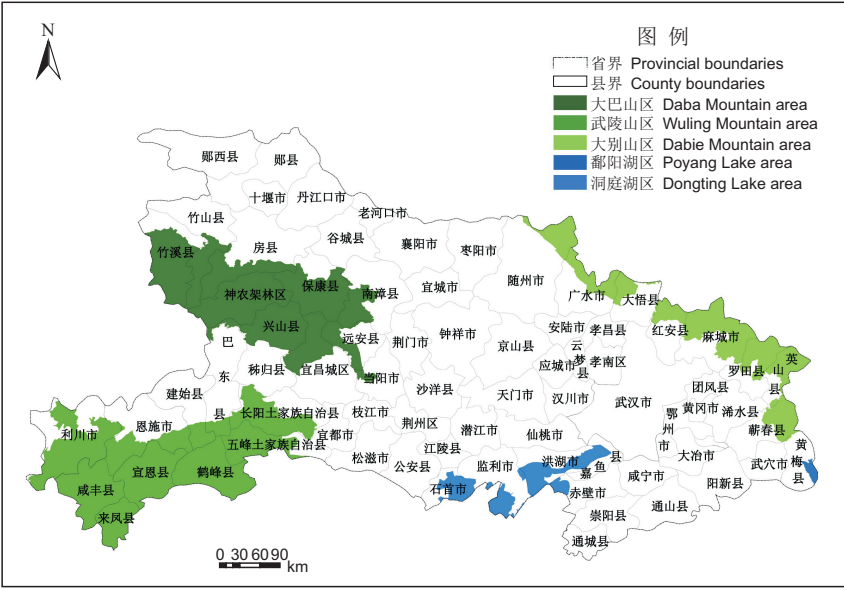 N
图 例
省界 Provincial boundaries
县界 County boundaries
大巴山区 Daba Mountain area
武陵山区 Wuling Mountain area
大别山区 Dabie Mountain area
鄱阳湖区 Poyang Lake area
洞庭湖区 Dongting Lake area
郧西县
郧县
十堰市
丹江口市
老河口市
竹山县
房县
谷城县
襄阳市
枣阳市
竹溪县
神农架林区
保康县
南漳县
宜城市
随州市
广水市
大悟县
兴山县
远安县
荆门市
钟祥市
京山县
安陆市
孝昌县
红安县
麻城市
巴东县
秭归县
宜昌城区
当阳市
沙洋县
天门市
应城市
云梦县
孝南区
汉川市
武汉市
罗田县
英山县
团风县
建始县
恩施市
利川市
长阳土家族自治县
枝江市
荆州区
潜江市
仙桃市
鄂州市
黄冈市
浠水县
蕲春县
五峰土家族自治县
宜都市
松滋市
公安县
江陵县
监利市
洪湖市
嘉鱼县
咸宁市
大冶市
阳新县
武穴市
黄梅县
宣恩县
鹤峰县
咸丰县
来凤县
石首市
赤壁市
崇阳县
通山县
通城县
0 30 60 90
km